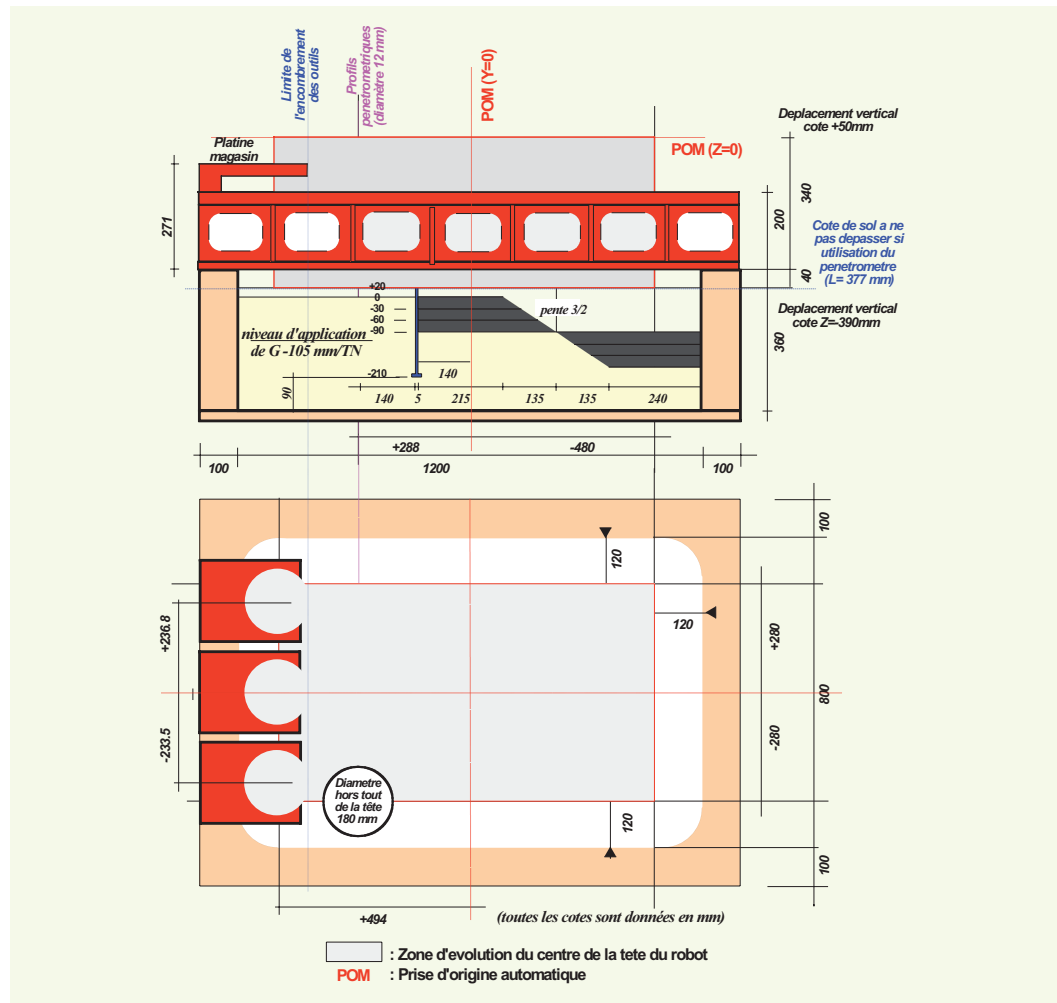 Limite de
l'encombrement
des outils
Profils
penetrometriques
(diamètre 12 mm)
POM (Y=0)
Deplacement vertical
cote +50mm
Platine
magasin
POM (Z=0)
271
340
200
40
360
Cote de sol a ne
pas depasser si
utilisation du
penetrometre
(L= 377 mm)
Deplacement vertical
cote Z=-390mm
+20
0
-30
-60
-90
pente 3/2
niveau d'application
de G -105 mm/TN
-210
140
90
140
5
215
135
135
240
+288
-480
100
1200
100
100
120
120
+236.8
+280
800
-233.5
-280
Diametre
hors tout
de la tête
180 mm
120
100
+494
(toutes les cotes sont données en mm)
: Zone d'evolution du centre de la tete du robot
POM : Prise d'origine automatique